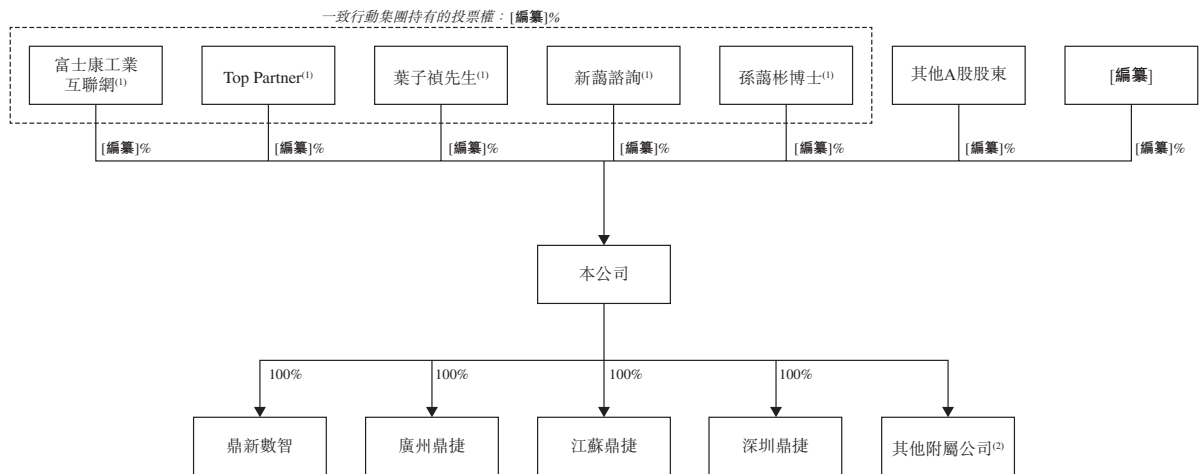 一致行動集團持有的投票權：[編纂]%
富士康工業
互聯網(1)
Top Partner(1)
葉子禎先生(1)
新藹諮詢(1)
孫藹彬博士(1)
其他A股股東
[編纂]
[編纂]%
[編纂]%
[編纂]%
[編纂]%
[編纂]%
[編纂]%
[編纂]%
本公司
100%
100%
100%
100%
鼎新數智
廣州鼎捷
江蘇鼎捷
深圳鼎捷
其他附屬公司(2)